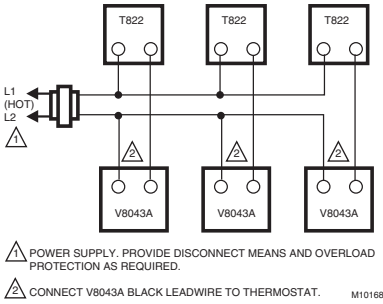 T822 T822 T822
L1
(HOT)
L2
1
2 2 2
V8043A V8043A V8043A
1 POWER SUPPLY. PROVIDE DISCONNECT MEANS AND OVERLOAD
PROTECTION AS REQUIRED.
2 CONNECT V8043A BLACK LEADWIRE TO THERMOSTAT. M10168